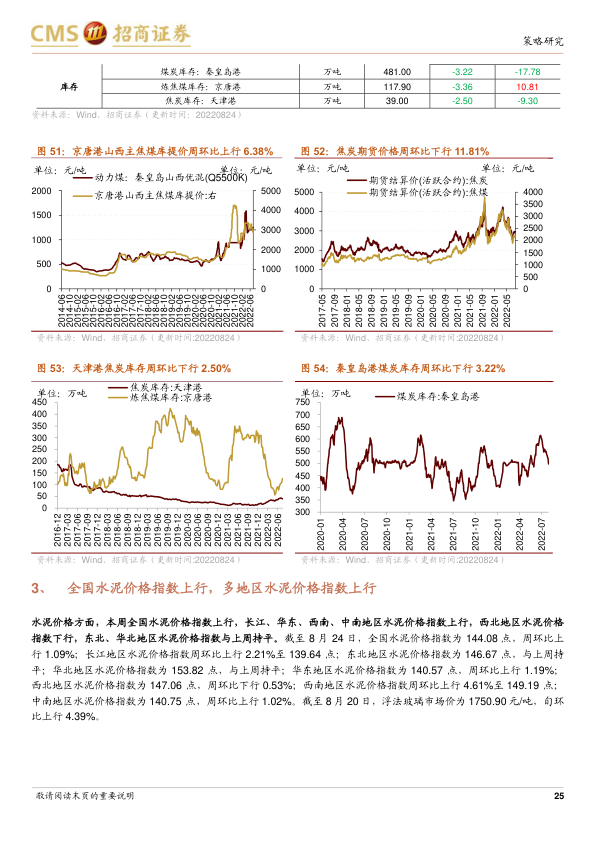 CMS 招商证券
策略研究
库存 煤炭库存：秦皇岛港 万吨 481.00 -3.22 -17.78
炼焦煤库存：京唐港 万吨 117.90 -3.36 10.81
焦炭库存：天津港 万吨 39.00 -2.50 -9.30
资料来源：Wind、招商证券（更新时间：20220824）
图 51：京唐港山西主焦煤库提价周环比上行 6.38%
单位：元/吨 单位：元/吨
动力煤：秦皇岛山西优混(Q5500K)
京唐港山西主焦煤库提价:右
2000 1500 1000 500 0
5000 4000 3000 2000 1000 0
2014-06 2014-10 2015-02 2015-06 2015-10 2016-02 2016-06 2016-10 2017-02 2017-06 2017-10 2018-02 2018-06 2018-10 2019-02 2019-06 2019-10 2020-02 2020-06 2020-10 2021-02 2021-06 2021-10 2022-02 2022-06
资料来源：Wind、招商证券（更新时间:20220824）
图 52：焦炭期货价格周环比下行 11.81%
单位：元/吨 单位：元/吨
期货结算价(活跃合约):焦炭
期货结算价(活跃合约):焦煤
5000 4000 3000 2000 1000 0
4000 3500 3000 2500 2000 1500 1000 500 0
2017-05 2017-09 2018-01 2018-05 2018-09 2019-01 2019-05 2019-09 2020-01 2020-05 2020-09 2021-01 2021-05 2021-09 2022-01 2022-05
资料来源：Wind、招商证券（更新时间:20220824）
图 53：天津港焦炭库存周环比下行 2.50%
单位：万吨
焦炭库存:天津港
炼焦煤库存:京唐港
450 400 350 300 250 200 150 100 50 0
2016-12 2017-03 2017-06 2017-09 2017-12 2018-03 2018-06 2018-09 2018-12 2019-03 2019-06 2019-09 2019-12 2020-03 2020-06 2020-09 2020-12 2021-03 2021-06 2021-09 2021-12 2022-03 2022-06
资料来源：Wind、招商证券（更新时间:20220824）
图 54：秦皇岛港煤炭库存周环比下行 3.22%
单位：万吨
煤炭库存:秦皇岛港
750 700 650 600 550 500 450 400 350 300
2020-01 2020-04 2020-07 2020-10 2021-01 2021-04 2021-07 2021-10 2022-01 2022-04 2022-07
资料来源：Wind、招商证券（更新时间:20220824）
3、 全国水泥价格指数上行，多地区水泥价格指数上行
水泥价格方面，本周全国水泥价格指数上行，长江、华东、西南、中南地区水泥价格指数上行，西北地区水泥价格
指数下行，东北、华北地区水泥价格指数与上周持平。截至 8 月 24 日，全国水泥价格指数为 144.08 点，周环比上
行 1.09%；长江地区水泥价格指数周环比上行 2.21%至 139.64 点；东北地区水泥价格指数为 146.67 点，与上周持
平；华北地区水泥价格指数为 153.82 点，与上周持平；华东地区水泥价格指数为 140.57 点，周环比上行 1.19%；
西北地区水泥价格指数为 147.06 点，周环比下行 0.53%；西南地区水泥价格指数周环比上行 4.61%至 149.19 点；
中南地区水泥价格指数为 140.75 点，周环比上行 1.02%。截至 8 月 20 日，浮法玻璃市场价为 1750.90 元/吨，旬环
比上行 4.39%。
敬请阅读末页的重要说明
25